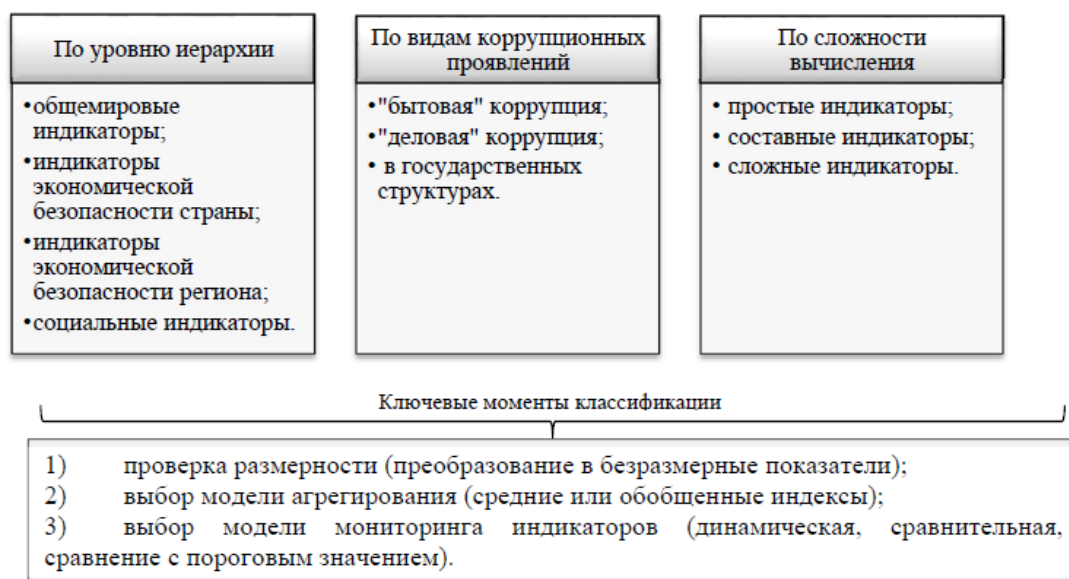 По уровню иерархии
•общемировые
индикаторы;
•индикаторы
экономической
безопасности страны;
•индикаторы
экономической
безопасности региона;
•социальные индикаторы.
По видам коррупционных
проявлений
•"бытовая" коррупция;
•"деловая" коррупция;
• в государственных
структурах.
По сложности
вычисления
• простые индикаторы;
• составные индикаторы;
• сложные индикаторы.
Ключевые моменты классификации
1) проверка размерности (преобразование в безразмерные показатели);
2) выбор модели агрегирования (средние или обобщенные индексы);
3) выбор модели мониторинга индикаторов (динамическая, сравнительная,
сравнение с пороговым значением).